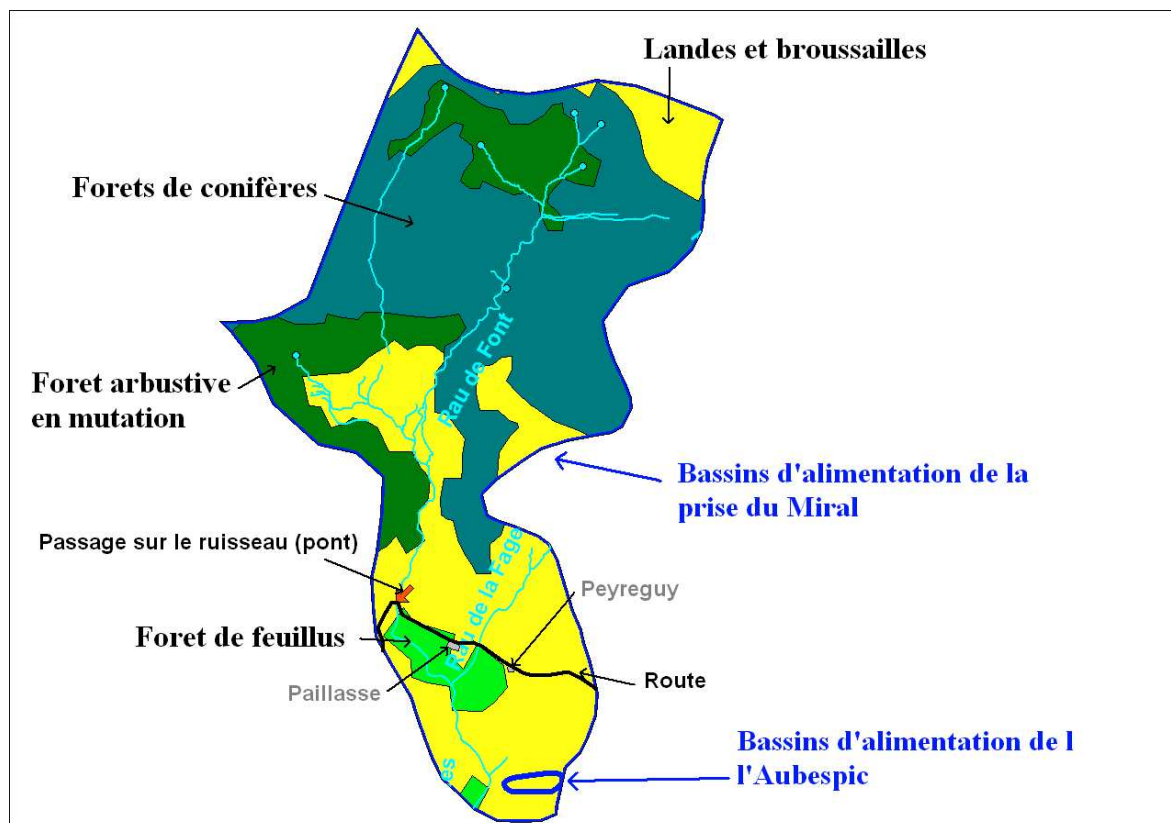 Landes et broussailles
Forets de conifères
Rau de Font
Foret arbustive
en mutation
Bassins d'alimentation de la
prise du Miral
Passage sur le ruisseau (pont)
Rau de la Fage
Peyreguy
Foret de feuillus
Paillasse
Route
Bassins d'alimentation de l
l'Aubespic
es